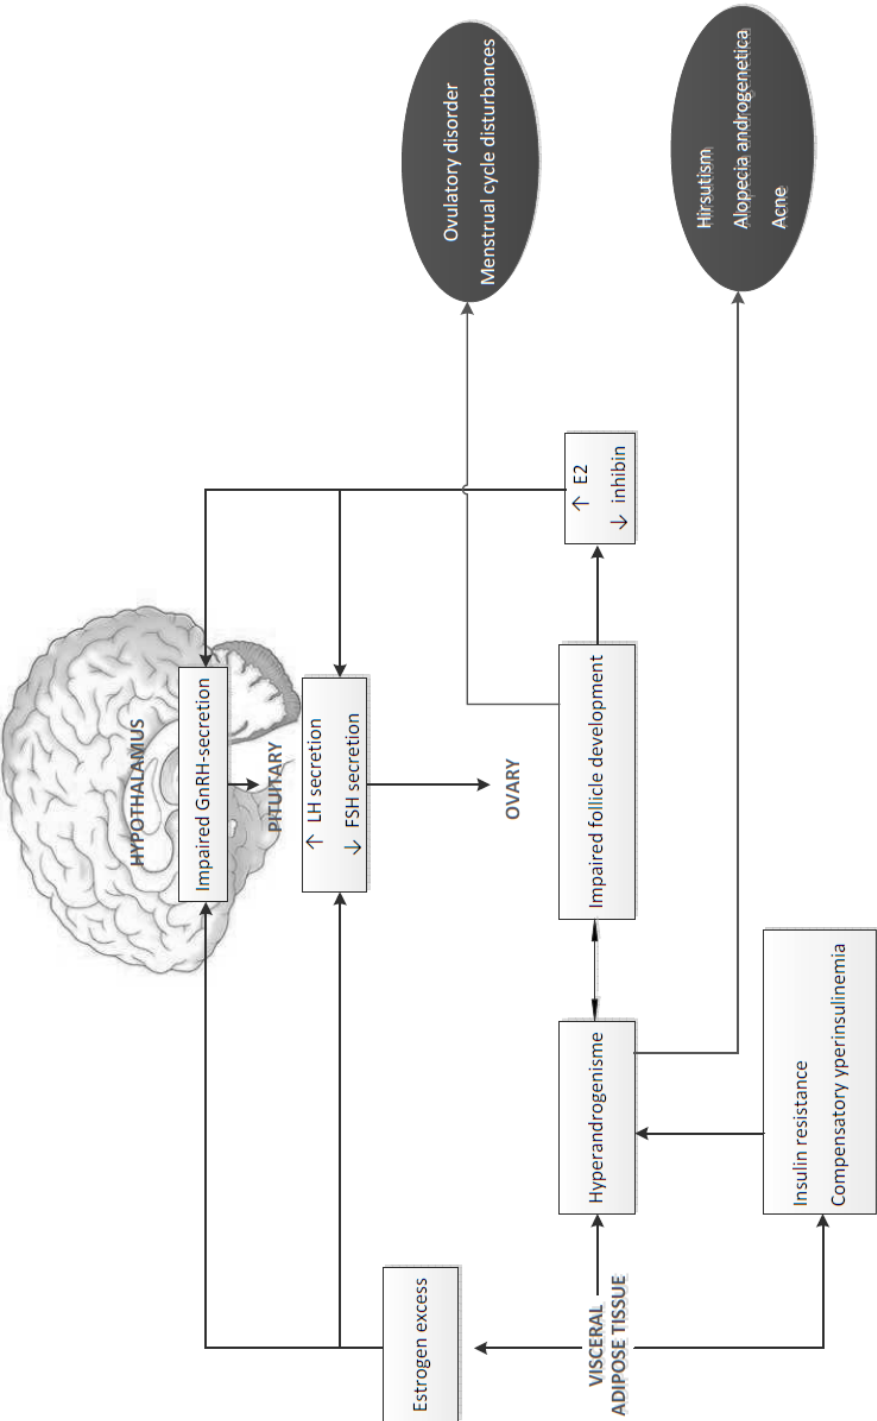 HYPOTHALAMUS
Impaired GnRH-secretion
PITUITARY
↑ LH secretion
↓ FSH secretion
Estrogen excess
OVARY
Ovulatory disorder
Menstrual cycle disturbances
VISCERAL
ADIPOSE TISSUE
Hyperandrogenisme
Impaired follicle development
↑ E2
↓ inhibin
Insulin resistance
Compensatory yperinsulinemia
Hirsutism
Alopecia androgenetica
Acne